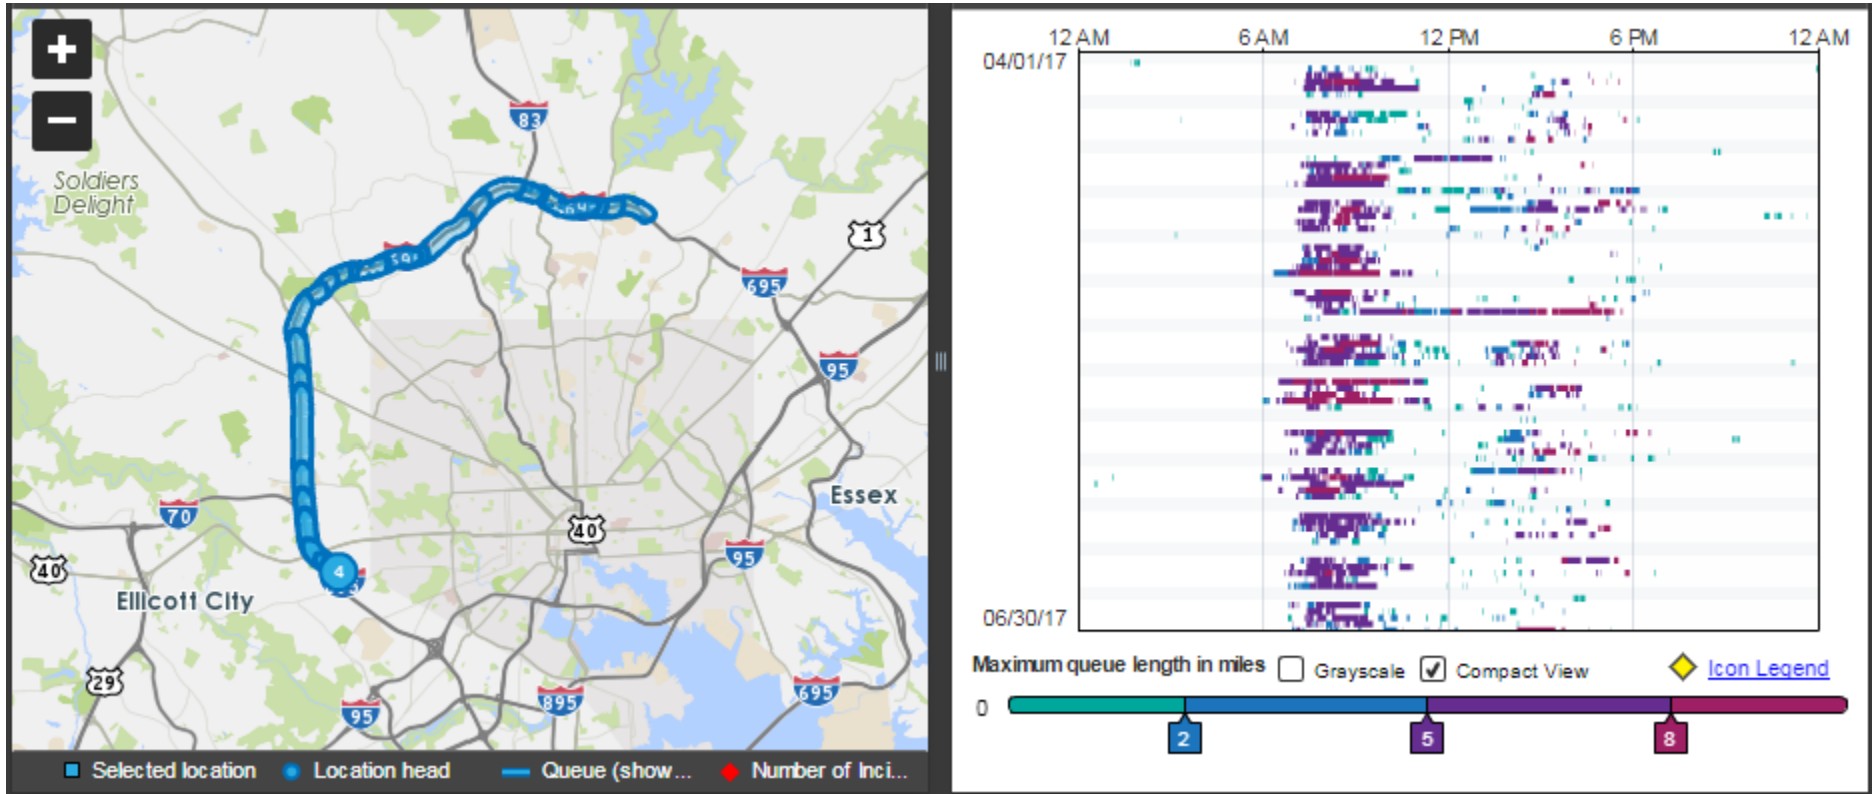 +
−
Soldiers
Delight
83
1
695
95
70
40
Essex
40
95
4
Ellicott City
29
95
895
695
Selected location
Location head
Queue (show...
Number of Inci...
12 AM
6 AM
12 PM
6 PM
12 AM
04/01/17
06/30/17
Maximum queue length in miles
Grayscale
Compact View
Icon Legend
0
2
5
8